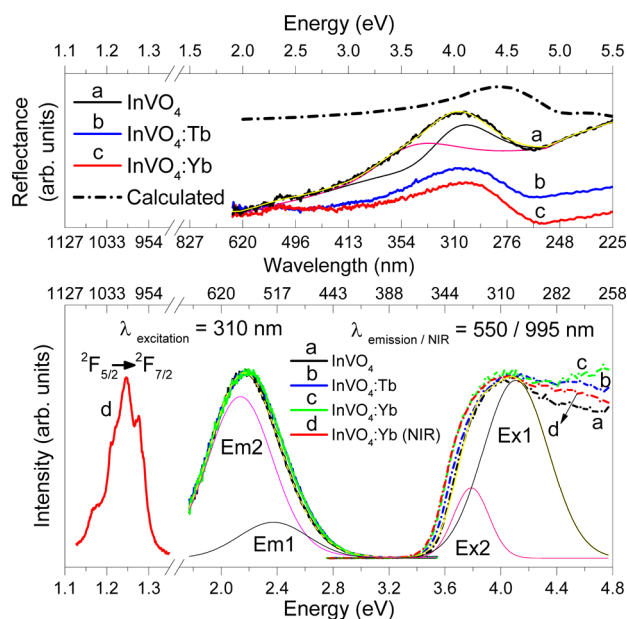 Energy (eV)
1.1 1.2 1.3 1.5 2.0 2.5 3.0 3.5 4.0 4.5 5.0 5.5
a InVO4
b InVO4:Tb
c InVO4:Yb
Calculated
a
b
c
Reflectance
(arb. units)
1127 1033 954 827 620 496 413 354 310 276 248 225
Wavelength (nm)
1127 1033 954 620 517 443 388 344 310 282 258
λ excitation = 310 nm λ emission / NIR = 550 / 995 nm
2F5/2 → 2F7/2
a InVO4
b InVO4:Tb
c InVO4:Yb
d InVO4:Yb (NIR)
d
c
b
d
a
Em2
Em1
Ex1
Ex2
Intensity (arb. units)
1.1 1.2 1.3 2.0 2.4 2.8 3.2 3.6 4.0 4.4 4.8
Energy (eV)